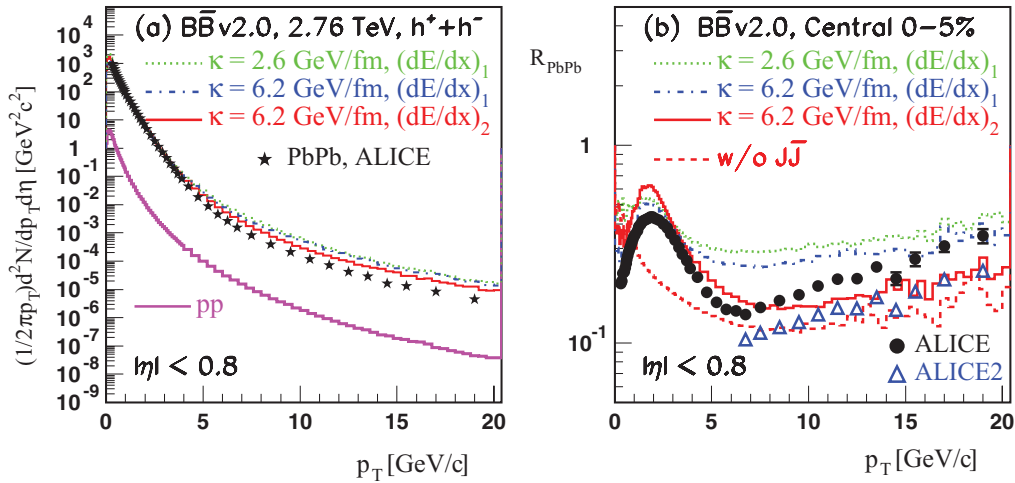 (a) BB̄ v2.0, 2.76 TeV, h⁺+h⁻
κ = 2.6 GeV/fm, (dE/dx)₁
κ = 6.2 GeV/fm, (dE/dx)₁
κ = 6.2 GeV/fm, (dE/dx)₂
★ PbPb, ALICE
pp
|η| < 0.8
(1/2πp_T)d²N/dp_Tdη [GeV⁻²c²]
10⁴
10³
10²
10
1
10⁻¹
10⁻²
10⁻³
10⁻⁴
10⁻⁵
10⁻⁶
10⁻⁷
10⁻⁸
10⁻⁹
0 5 10 15 20
p_T [GeV/c]
(b) BB̄ v2.0, Central 0-5%
R_PbPb
κ = 2.6 GeV/fm, (dE/dx)₁
κ = 6.2 GeV/fm, (dE/dx)₁
κ = 6.2 GeV/fm, (dE/dx)₂
w/o JJ̄
1
10⁻¹
ALICE
ALICE2
|η| < 0.8
0 5 10 15 20
p_T [GeV/c]